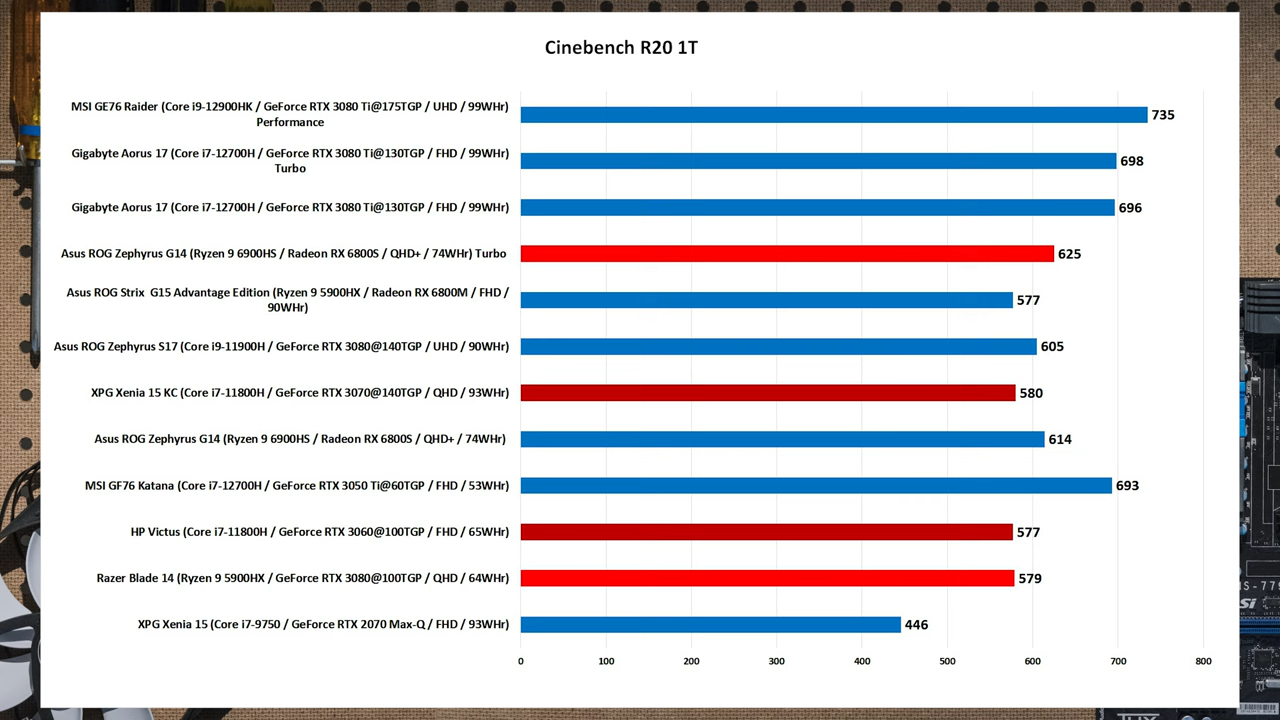 Cinebench R20 1T
MSI GE76 Raider (Core i9-12900HK / GeForce RTX 3080 Ti@175TGP / UHD / 99WHr)
Performance
735
Gigabyte Aorus 17 (Core i7-12700H / GeForce RTX 3080 Ti@130TGP / FHD / 99WHr)
Turbo
698
Gigabyte Aorus 17 (Core i7-12700H / GeForce RTX 3080 Ti@130TGP / FHD / 99WHr)
696
Asus ROG Zephyrus G14 (Ryzen 9 6900HS / Radeon RX 6800S / QHD+ / 74WHr) Turbo
625
Asus ROG Strix G15 Advantage Edition (Ryzen 9 5900HX / Radeon RX 6800M / FHD /
90WHr)
577
Asus ROG Zephyrus S17 (Core i9-11900H / GeForce RTX 3080@140TGP / UHD / 90WHr)
605
XPG Xenia 15 KC (Core i7-11800H / GeForce RTX 3070@140TGP / QHD / 93WHr)
580
Asus ROG Zephyrus G14 (Ryzen 9 6900HS / Radeon RX 6800S / QHD+ / 74WHr)
614
MSI GF76 Katana (Core i7-12700H / GeForce RTX 3050 Ti@60TGP / FHD / 53WHr)
693
HP Victus (Core i7-11800H / GeForce RTX 3060@100TGP / FHD / 65WHr)
577
Razer Blade 14 (Ryzen 9 5900HX / GeForce RTX 3080@100TGP / QHD / 64WHr)
579
XPG Xenia 15 (Core i7-9750 / GeForce RTX 2070 Max-Q / FHD / 93WHr)
446
0 100 200 300 400 500 600 700 800